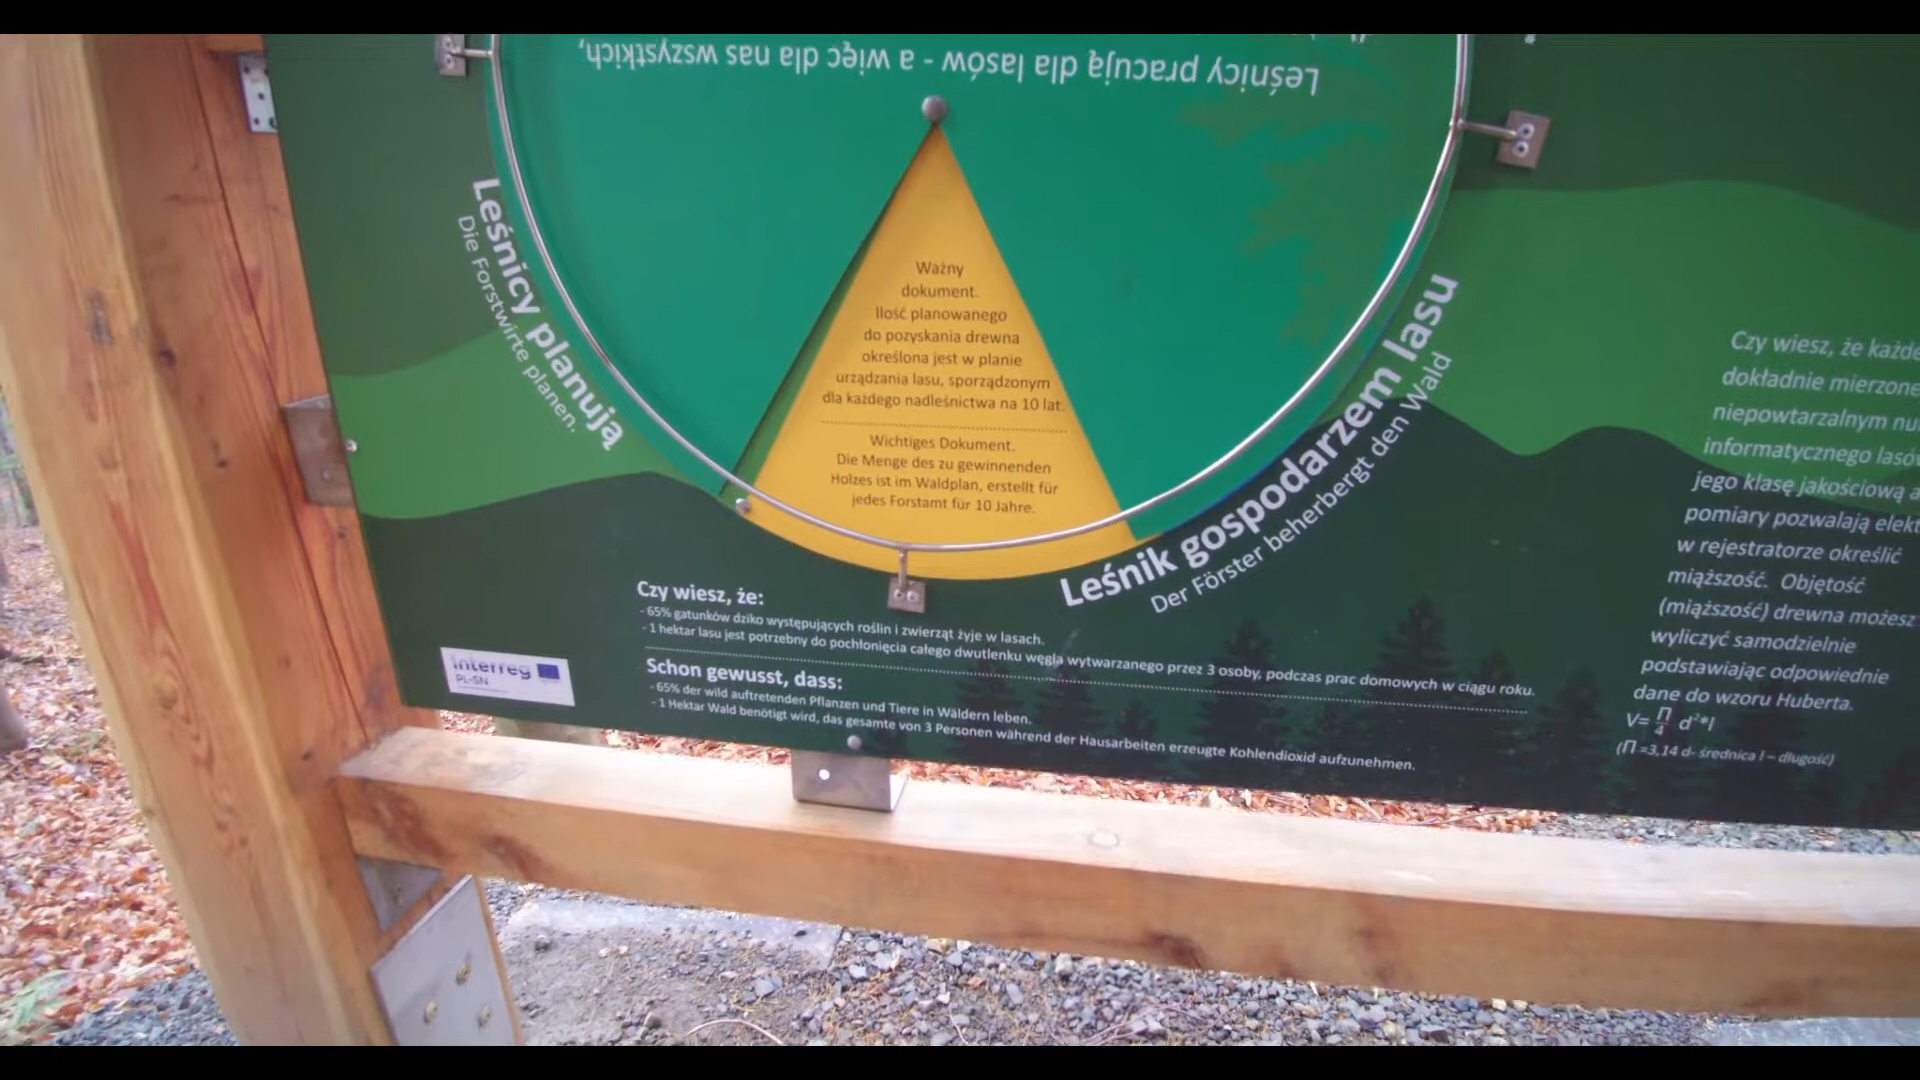 Leśnicy pracują dla lasów - a więc dla nas wszystkich,
Leśnicy planują
Die Forstwirte planen.
Ważny
dokument.
Ilość planowanego
do pozyskania drewna
określona jest w planie
urządzania lasu, sporządzonym
dla każdego nadleśnictwa na 10 lat.
Wichtiges Dokument.
Die Menge des zu gewinnenden
Holzes ist im Waldplan, erstellt für
jedes Forstamt für 10 Jahre.
Leśnik gospodarzem lasu
Der Förster beherbergt den Wald
Czy wiesz, że:
- 65% gatunków dziko występujących roślin i zwierząt żyje w lasach.
- 1 hektar lasu jest potrzebny do pochłonięcia całego dwutlenku węgla wytwarzanego przez 3 osoby, podczas prac domowych w ciągu roku.
Schon gewusst, dass:
- 65% der wild auftretenden Pflanzen und Tiere in Wäldern leben.
- 1 Hektar Wald benötigt wird, das gesamte von 3 Personen während der Hausarbeiten erzeugte Kohlendioxid aufzunehmen.
Interreg
PL-SN
Czy wiesz, że każde
dokładnie mierzone
niepowtarzalnym nu
informatycznego lasów
jego klasę jakościową a
pomiary pozwalają elekt
w rejestratorze określić
miąższość. Objętość
(miąższość) drewna możesz
wyliczyć samodzielnie
podstawiając odpowiednie
dane do wzoru Huberta.
V= Π/4 d²*l
(Π =3,14 d- średnica l – długość)